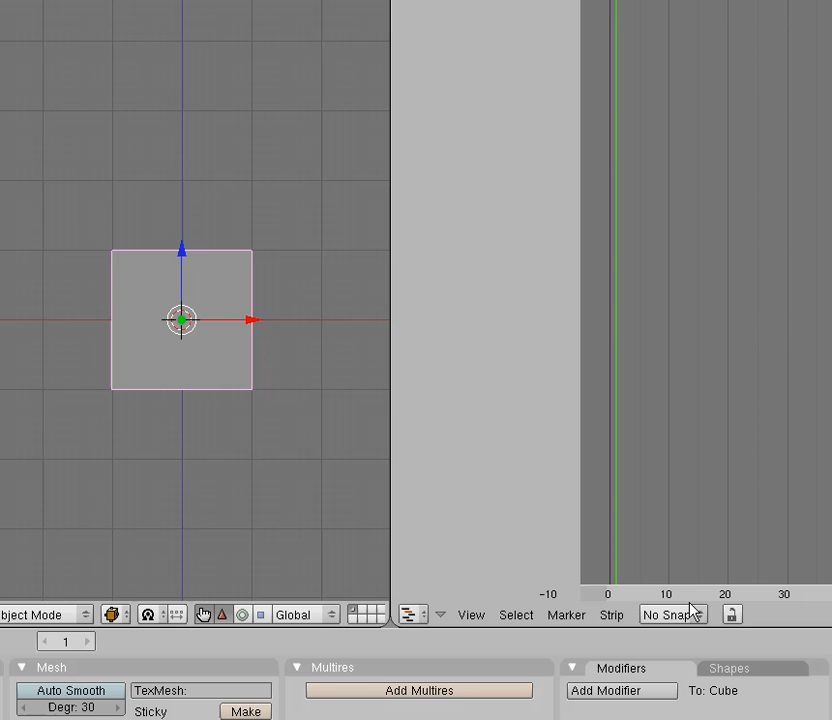 -10 0 10 20 30
bject Mode Global View Select Marker Strip No Snap
1
Mesh Multires Modifiers Shapes
Auto Smooth TexMesh: Add Multires Add Modifier To: Cube
Degr: 30 Sticky Make